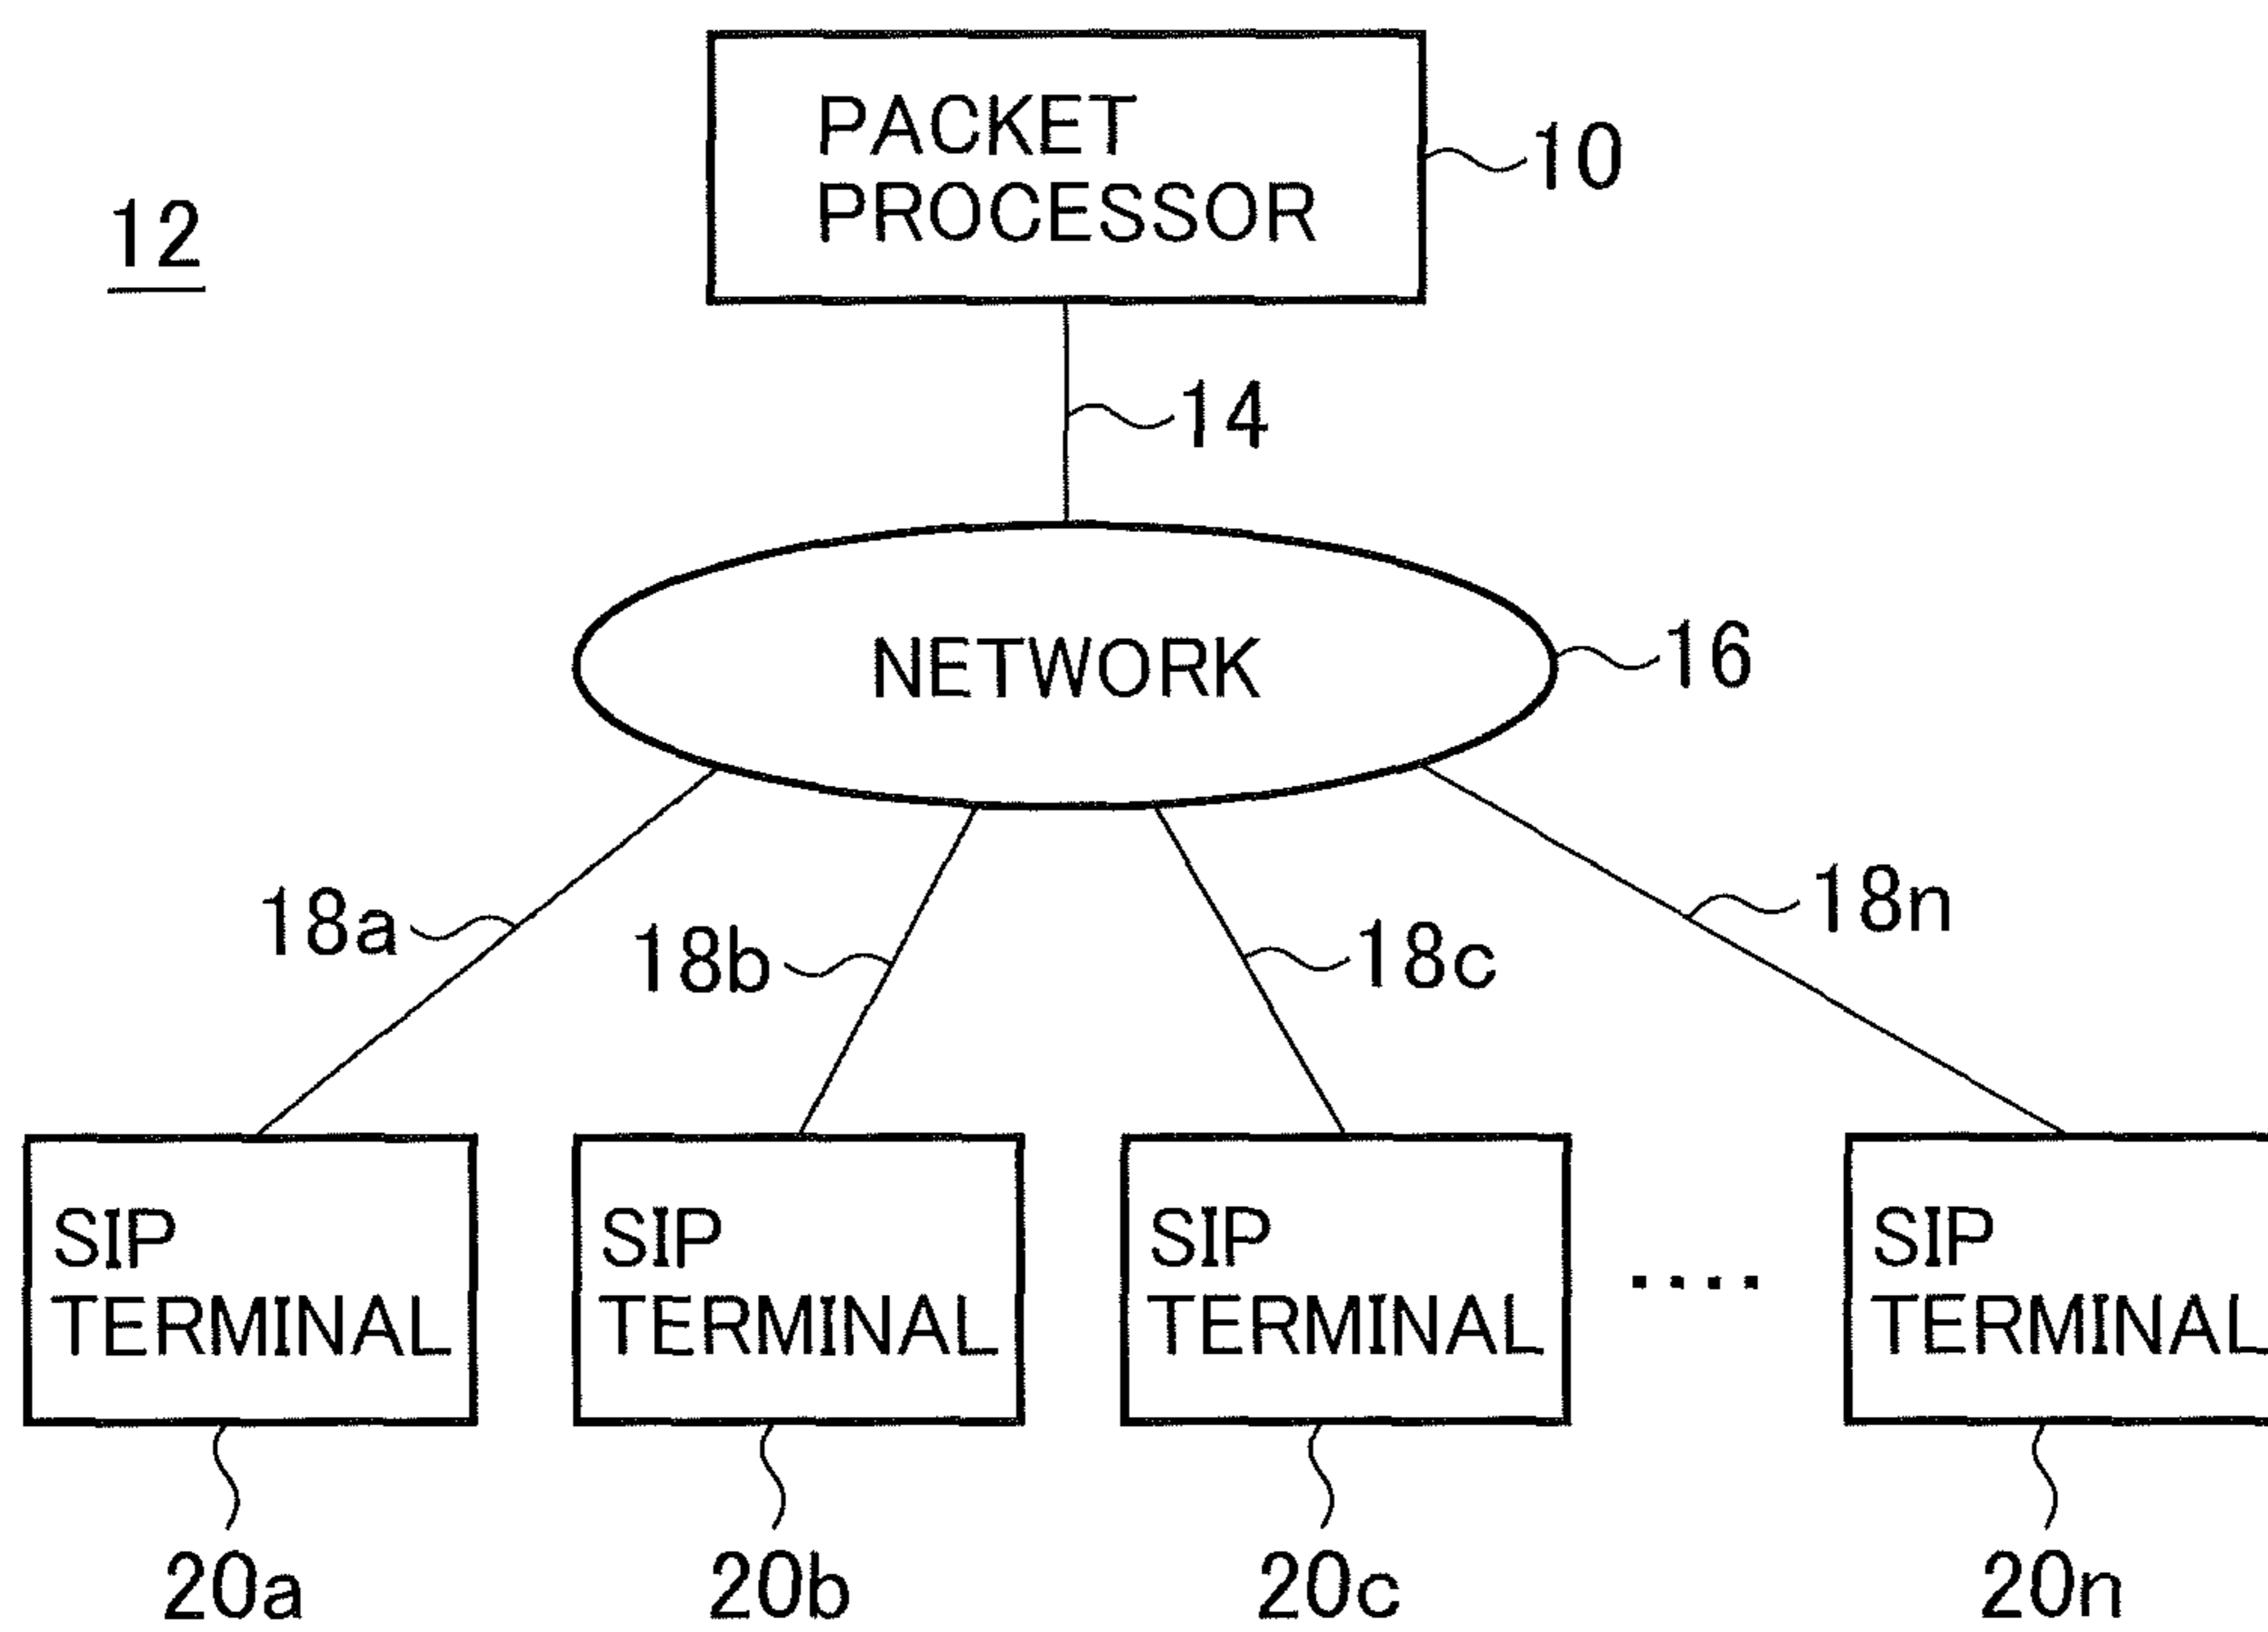 PACKET
PROCESSOR
10
12
14
NETWORK
16
18a
18b
18c
18n
SIP
TERMINAL
SIP
TERMINAL
SIP
TERMINAL
....
SIP
TERMINAL
20a
20b
20c
20n